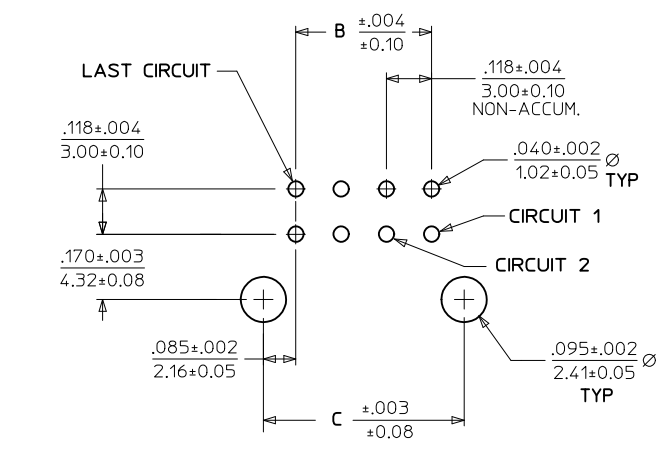 B ±.004
±0.10
LAST CIRCUIT
.118±.004
3.00±0.10
NON-ACCUM.
.118±.004
3.00±0.10
.040±.002
1.02±0.05 Ø
TYP
CIRCUIT 1
CIRCUIT 2
.170±.003
4.32±0.08
.085±.002
2.16±0.05
.095±.002
2.41±0.05 Ø
TYP
C ±.003
±0.08